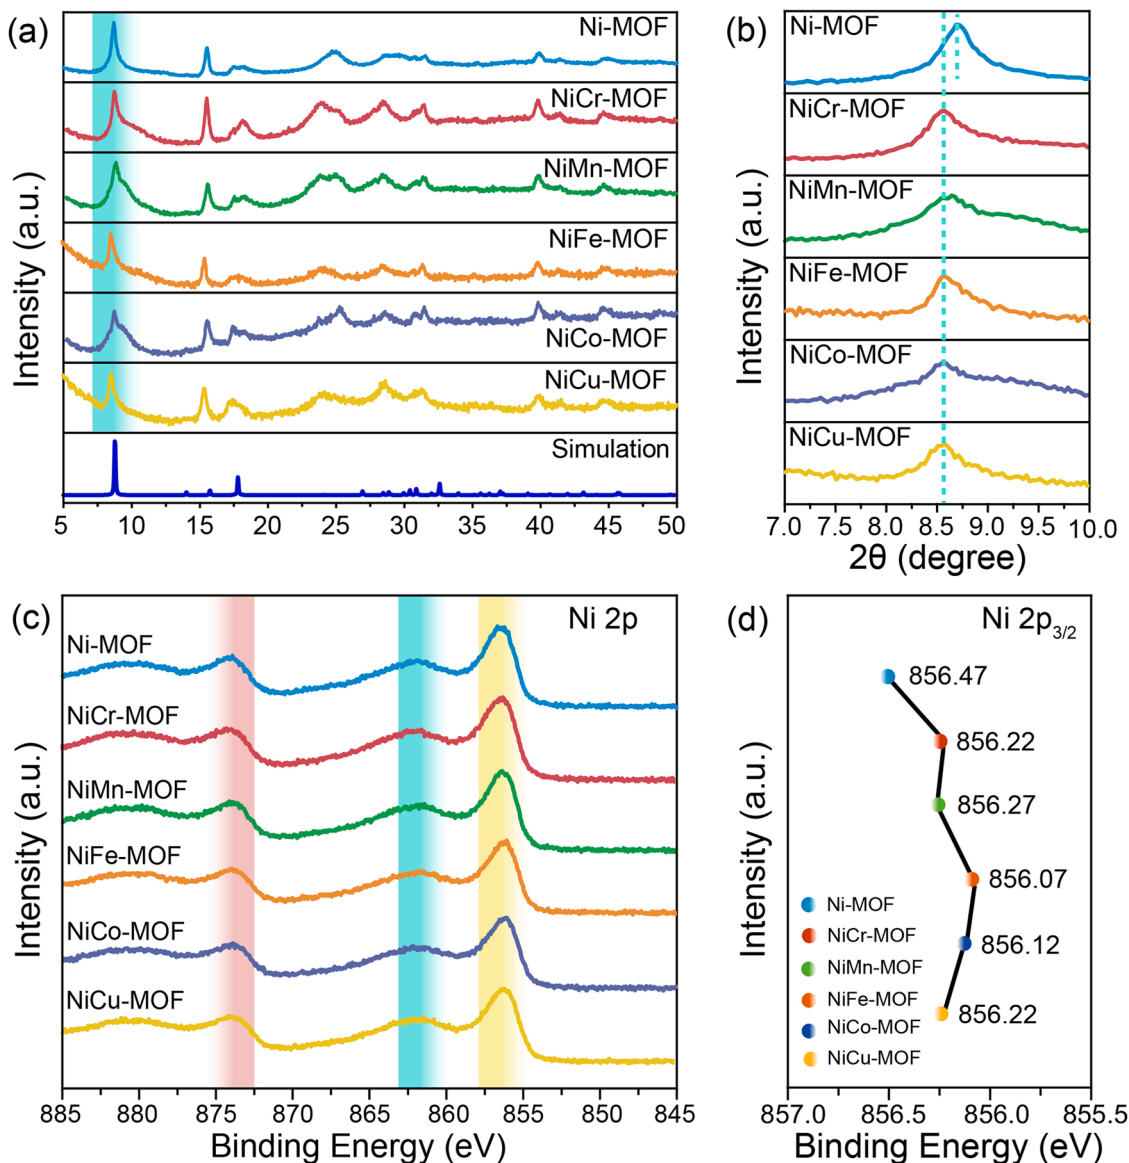 (a)
Ni-MOF
NiCr-MOF
NiMn-MOF
NiFe-MOF
NiCo-MOF
NiCu-MOF
Simulation
Intensity (a.u.)
5 10 15 20 25 30 35 40 45 50
(b)
Ni-MOF
NiCr-MOF
NiMn-MOF
NiFe-MOF
NiCo-MOF
NiCu-MOF
Intensity (a.u.)
7.0 7.5 8.0 8.5 9.0 9.5 10.0
2θ (degree)
(c)
Ni 2p
Ni-MOF
NiCr-MOF
NiMn-MOF
NiFe-MOF
NiCo-MOF
NiCu-MOF
Intensity (a.u.)
885 880 875 870 865 860 855 850 845
Binding Energy (eV)
(d)
Ni 2p3/2
856.47
856.22
856.27
856.07
856.12
856.22
Ni-MOF
NiCr-MOF
NiMn-MOF
NiFe-MOF
NiCo-MOF
NiCu-MOF
Intensity (a.u.)
857.0 856.5 856.0 855.5
Binding Energy (eV)